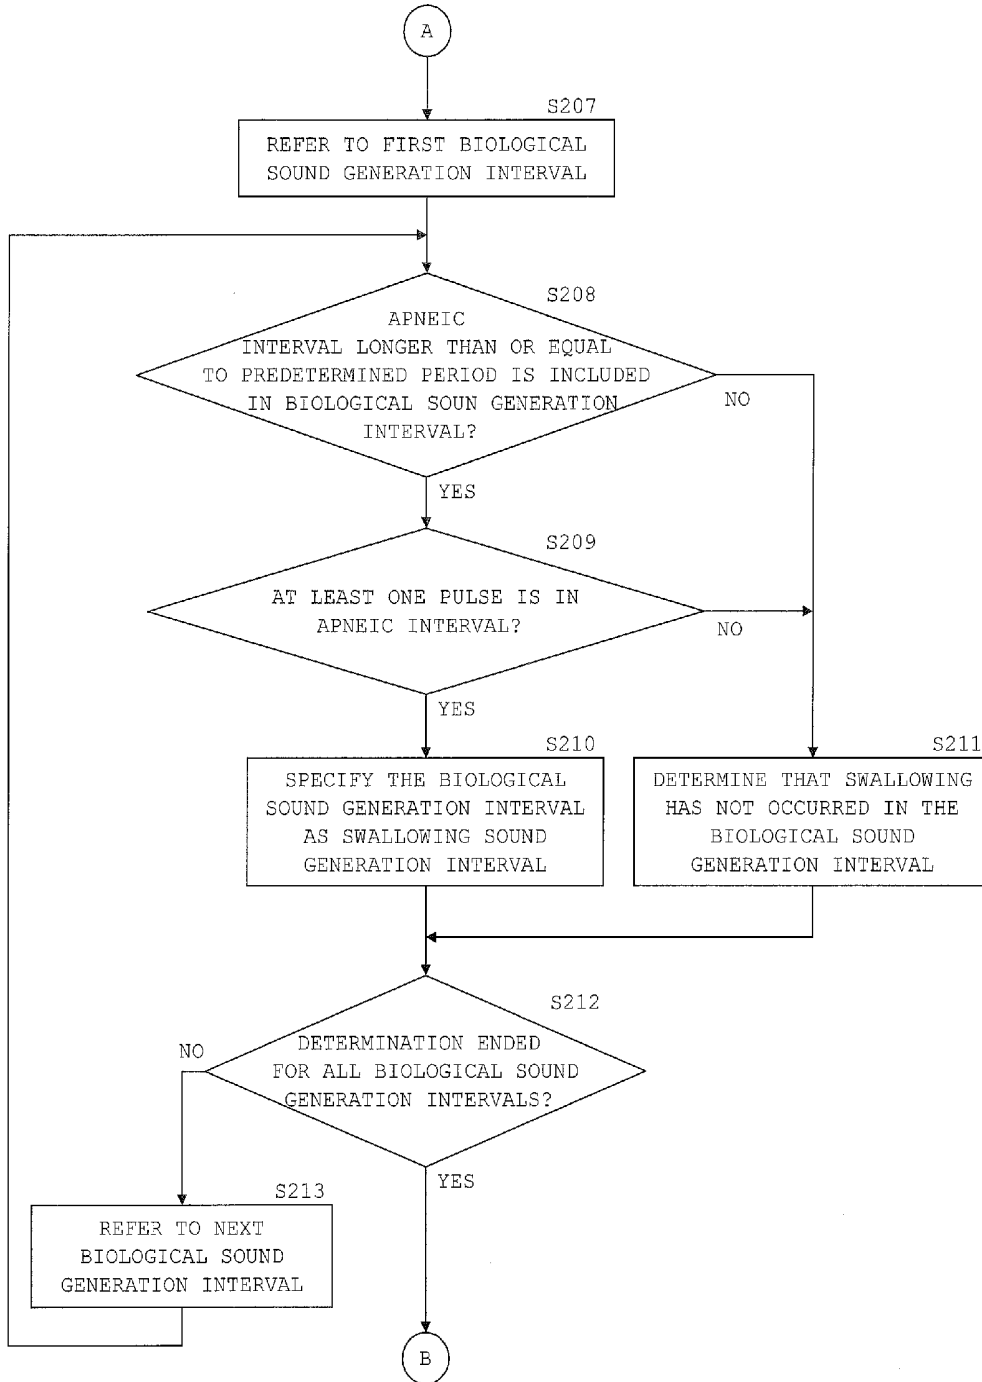 A
S207
REFER TO FIRST BIOLOGICAL
SOUND GENERATION INTERVAL
S208
APNEIC
INTERVAL LONGER THAN OR EQUAL
TO PREDETERMINED PERIOD IS INCLUDED
IN BIOLOGICAL SOUN GENERATION
INTERVAL?
NO
YES
S209
AT LEAST ONE PULSE IS IN
APNEIC INTERVAL?
NO
YES
S210
SPECIFY THE BIOLOGICAL
SOUND GENERATION INTERVAL
AS SWALLOWING SOUND
GENERATION INTERVAL
S211
DETERMINE THAT SWALLOWING
HAS NOT OCCURRED IN THE
BIOLOGICAL SOUND
GENERATION INTERVAL
S212
DETERMINATION ENDED
FOR ALL BIOLOGICAL SOUND
GENERATION INTERVALS?
NO
YES
S213
REFER TO NEXT
BIOLOGICAL SOUND
GENERATION INTERVAL
B